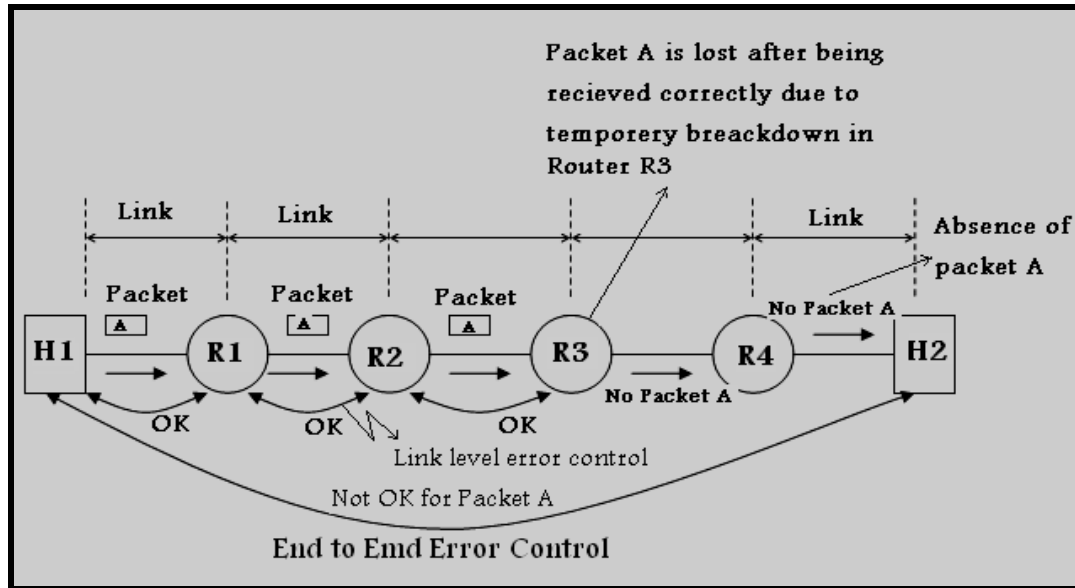 Packet A is lost after being
recieved correctly due to
temporery breackdown in
Router R3
Link
Link
Link
Absence of
packet A
Packet
Packet
Packet
No Packet A
A
A
A
H1
R1
R2
R3
R4
H2
No Packet A
OK
OK
OK
Link level error control
Not OK for Packet A
End to Emd Error Control